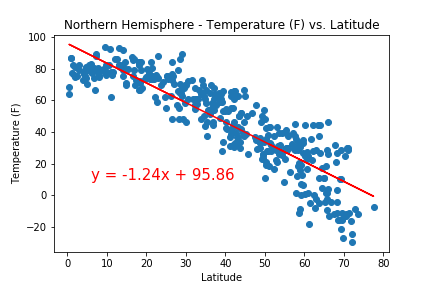 Northern Hemisphere - Temperature (F) vs. Latitude
Temperature (F)
100
80
60
40
20
0
−20
y = -1.24x + 95.86
0 10 20 30 40 50 60 70 80
Latitude